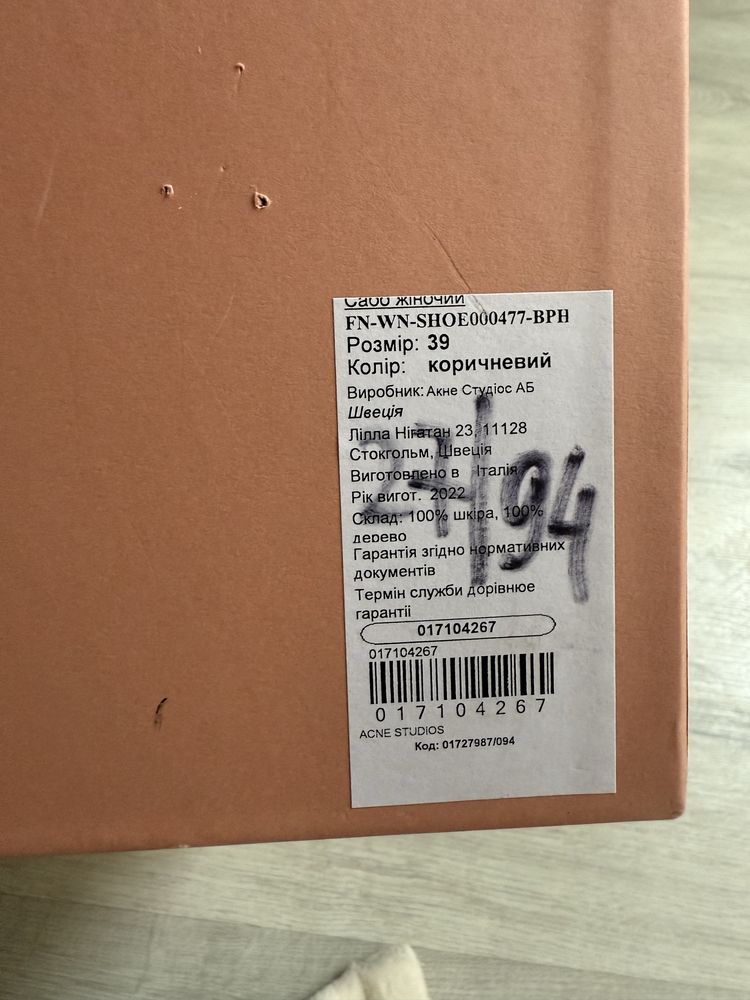 Сабо жіночий
FN-WN-SHOE000477-BPH
Розмір: 39
Колір: коричневий
Виробник: Акне Студіос АБ
Швеція
Лілла Нігатан 23, 11128
Стокгольм, Швеція
Виготовлено в Італія
Рік вигот. 2022
Склад: 100% шкіра, 100%
дерево
Гарантія згідно нормативних
документів
Термін служби дорівнює
гарантії
017104267
017104267
017104267
ACNE STUDIOS
Код: 01727987/094